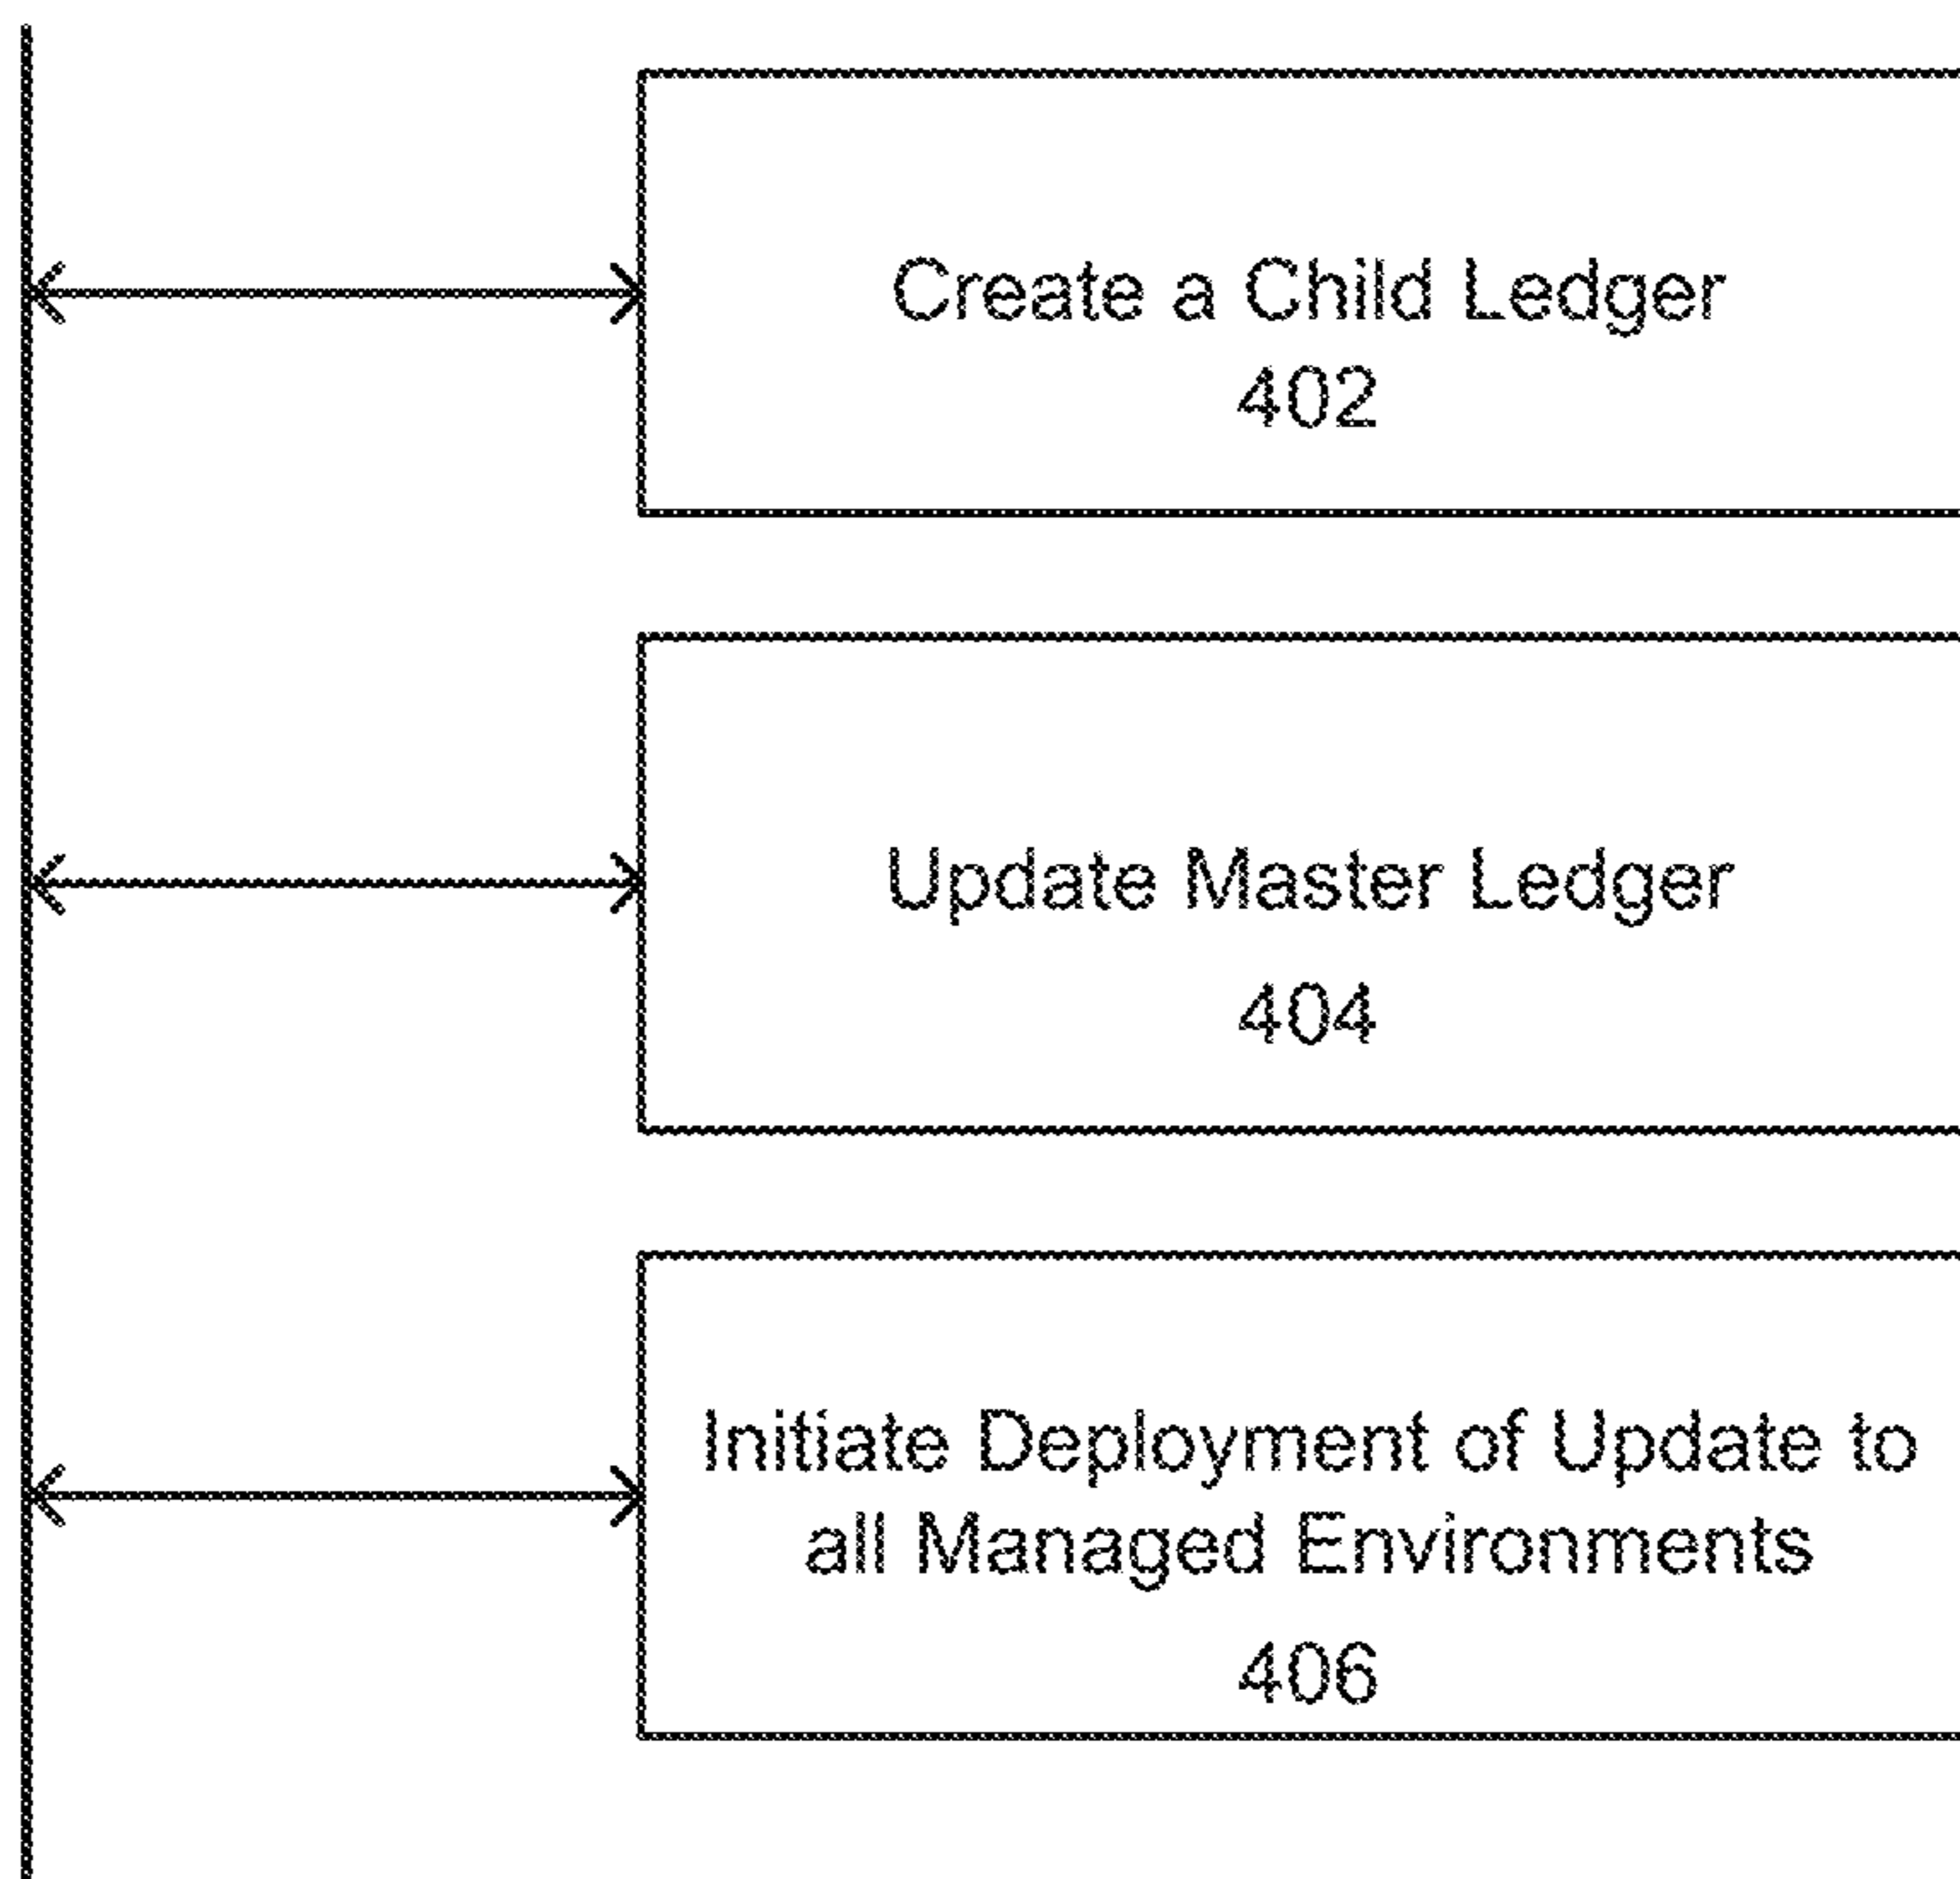 Create a Child Ledger
402
Update Master Ledger
404
Initiate Deployment of Update to
all Managed Environments
406